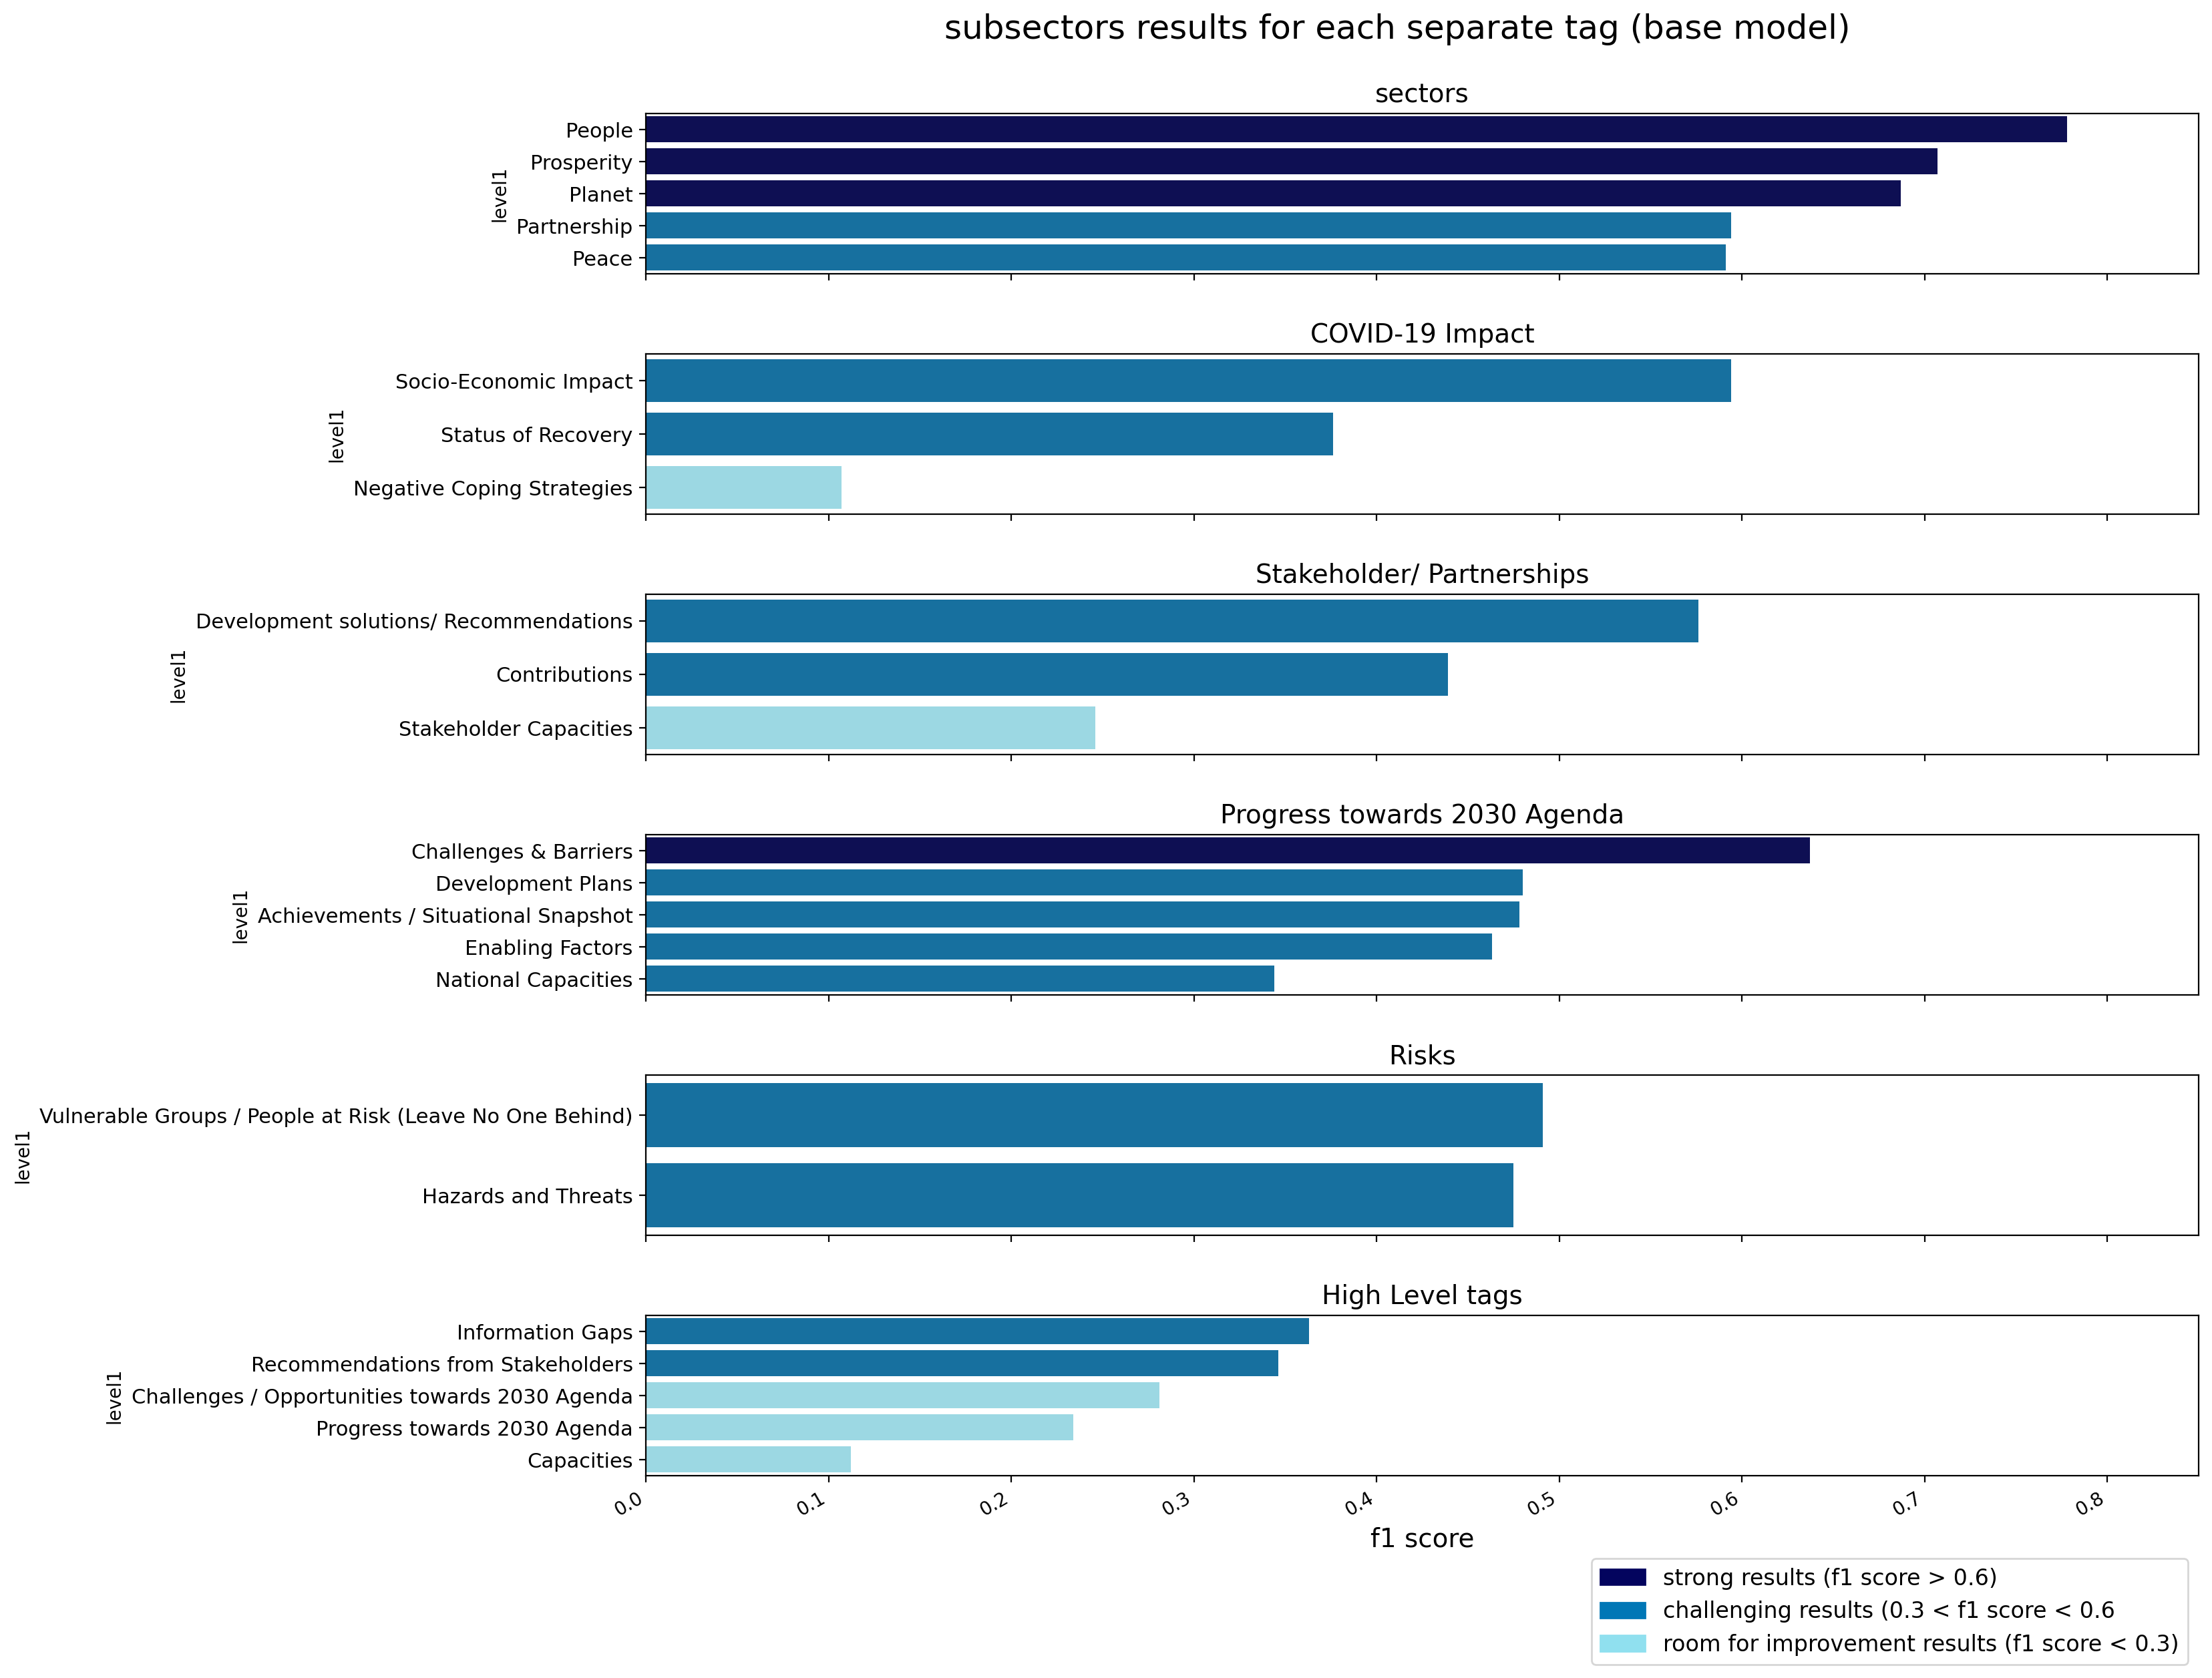 subsectors results for each separate tag (base model)
sectors
level1
People
Prosperity
Planet
Partnership
Peace
COVID-19 Impact
level1
Socio-Economic Impact
Status of Recovery
Negative Coping Strategies
Stakeholder/ Partnerships
level1
Development solutions/ Recommendations
Contributions
Stakeholder Capacities
Progress towards 2030 Agenda
level1
Challenges & Barriers
Development Plans
Achievements / Situational Snapshot
Enabling Factors
National Capacities
Risks
level1
Vulnerable Groups / People at Risk (Leave No One Behind)
Hazards and Threats
High Level tags
level1
Information Gaps
Recommendations from Stakeholders
Challenges / Opportunities towards 2030 Agenda
Progress towards 2030 Agenda
Capacities
0.0 0.1 0.2 0.3 0.4 0.5 0.6 0.7 0.8
f1 score
strong results (f1 score > 0.6)
challenging results (0.3 < f1 score < 0.6
room for improvement results (f1 score < 0.3)